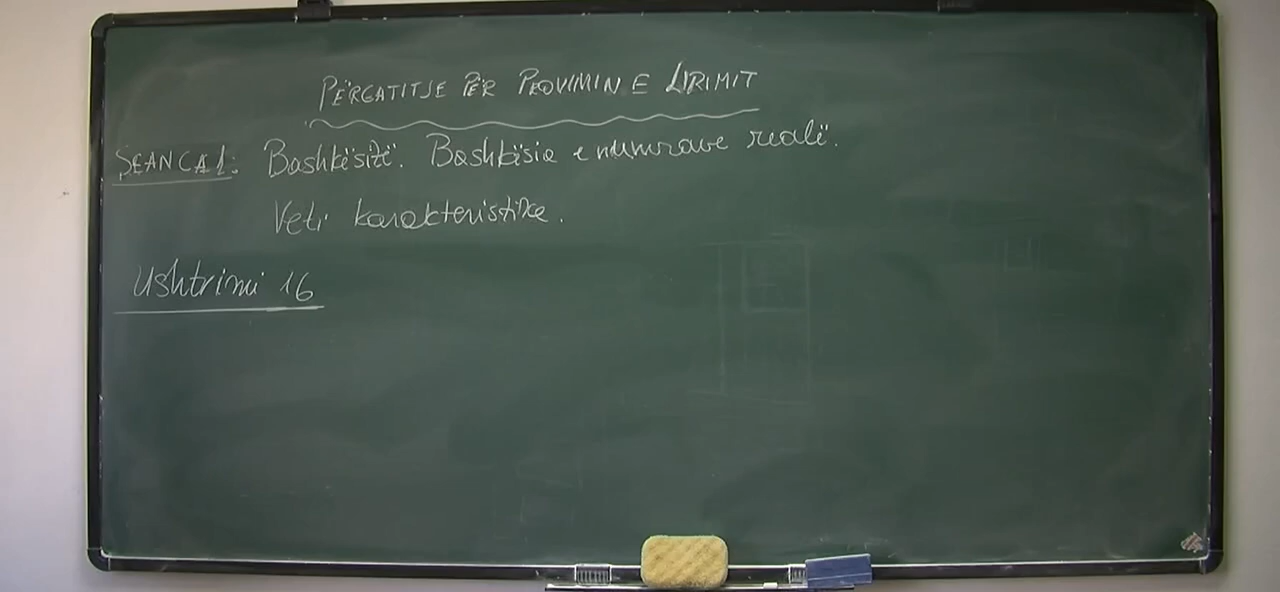 PËRGATITJE PËR PROVIMIN E LIRIMIT
SEANCA 1: Bashkësitë. Bashkësia e numrave realë.
Veti karakteristike.
Ushtrimi 16